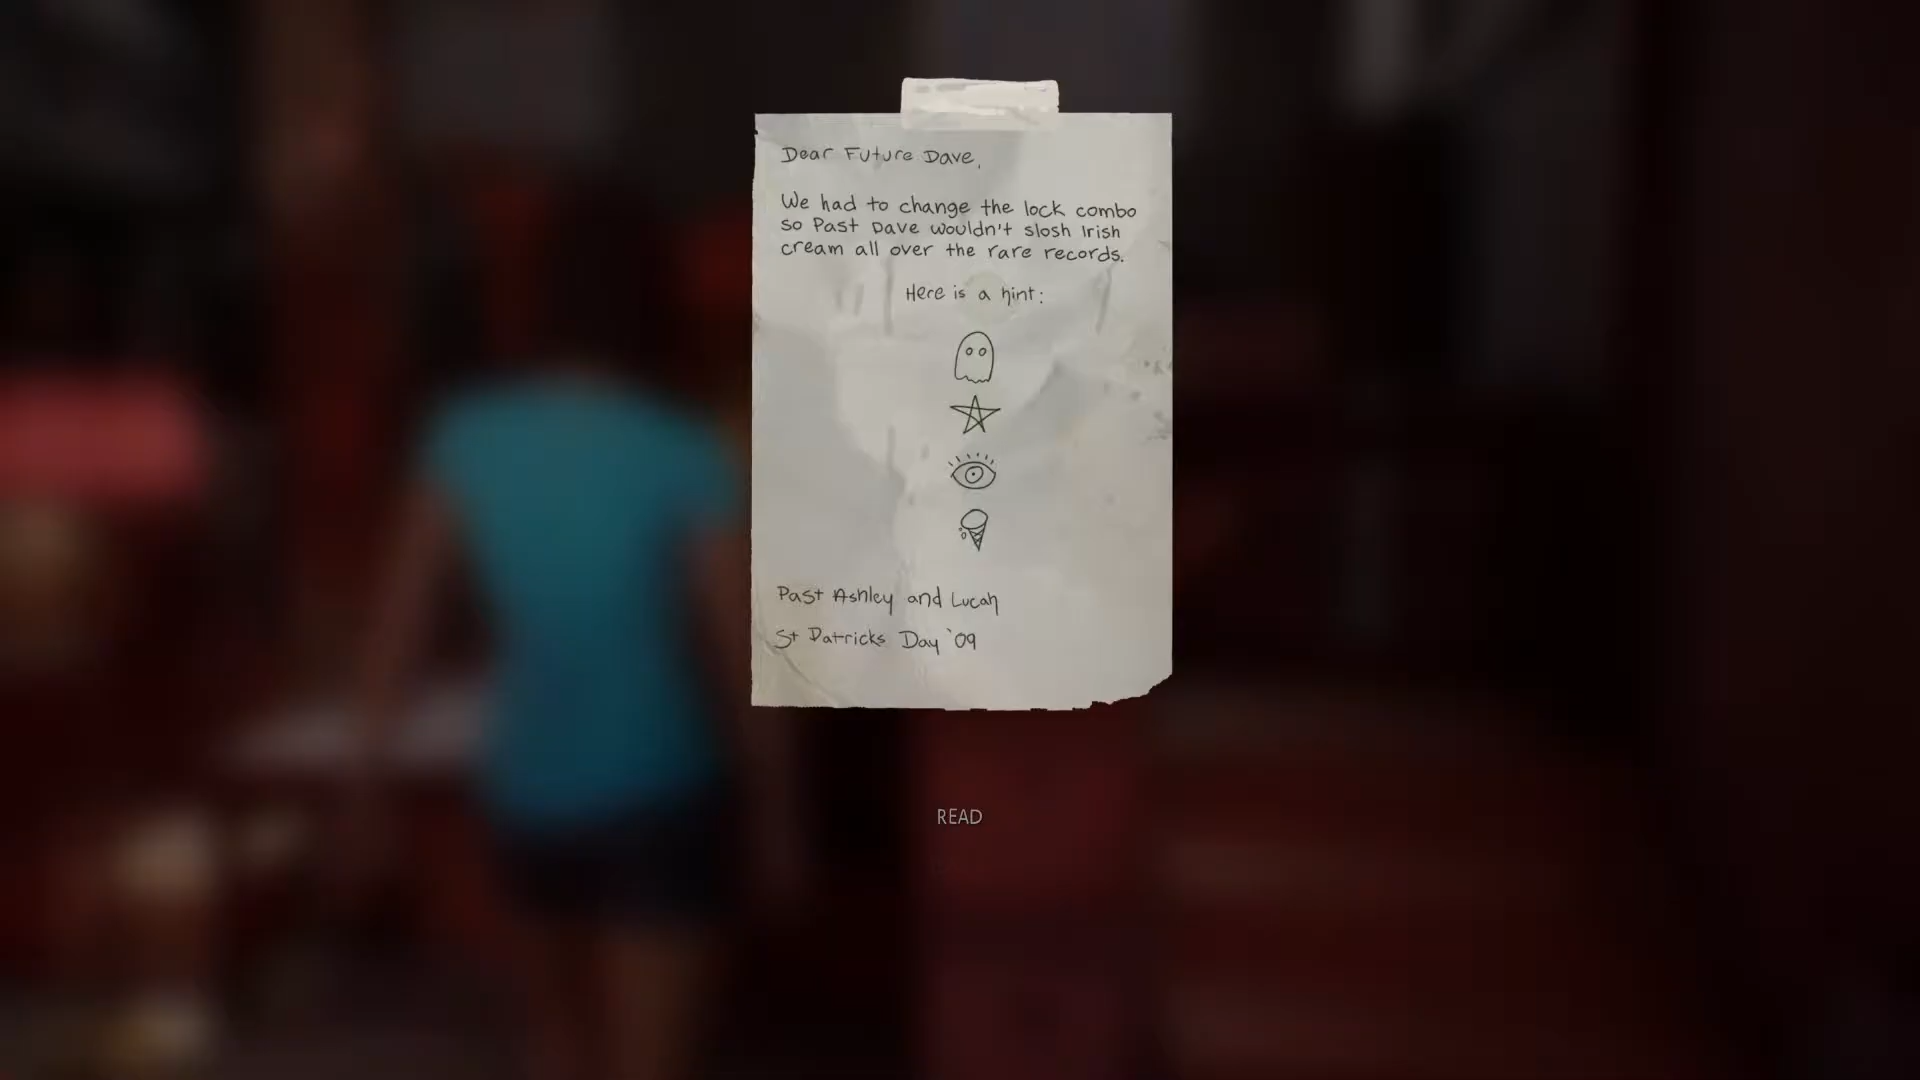 Dear Future Dave,
We had to change the lock combo
so Past Dave wouldn't slosh Irish
cream all over the rare records.
Here is a hint:
Past Ashley and Lucah
St Patricks Day '09
READ